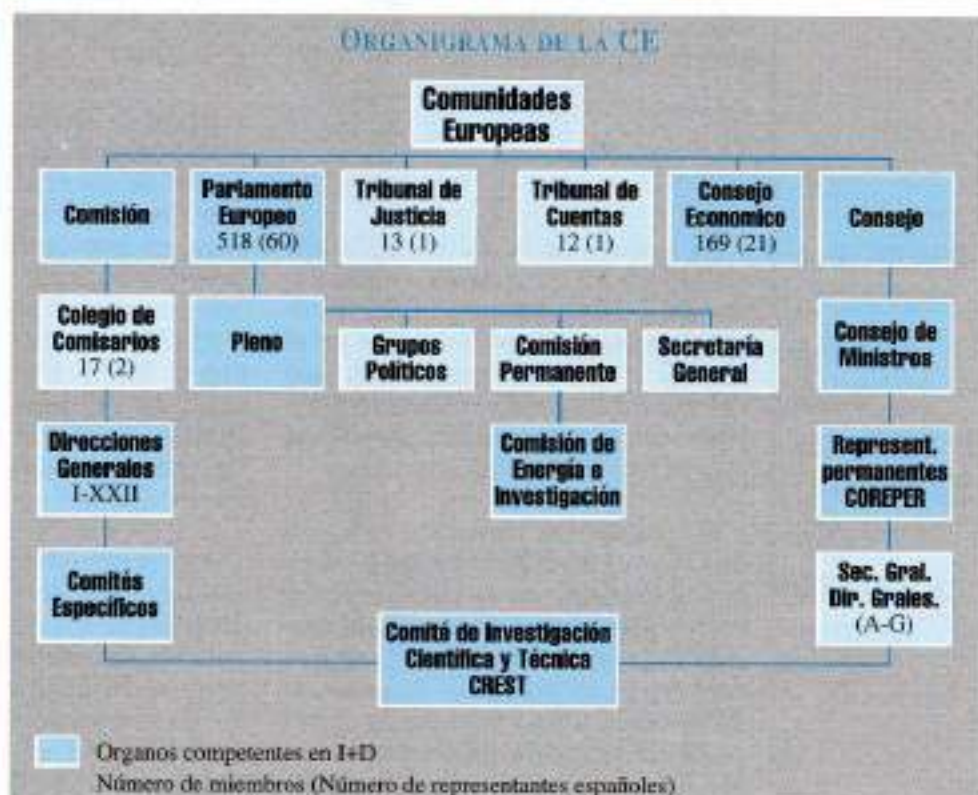 ORGANIGRAMA DE LA CE
Comunidades
Europeas
Comisión
Parlamento
Europeo
518 (60)
Tribunal de
Justicia
13 (1)
Tribunal de
Cuentas
12 (1)
Consejo
Economico
169 (21)
Consejo
Colegio de
Comisarios
17 (2)
Pleno
Grupos
Políticos
Comisión
Permanente
Secretaría
General
Consejo de
Ministros
Direcciones
Generales
I-XXII
Comisión de
Energía e
Investigación
Represent.
permanentes
COREPER
Comités
Específicos
Sec. Gral.
Dir. Grales.
(A-G)
Comité de Investigación
Científica y Técnica
CREST
Organos competentes en I+D
Número de miembros (Número de representantes españoles)